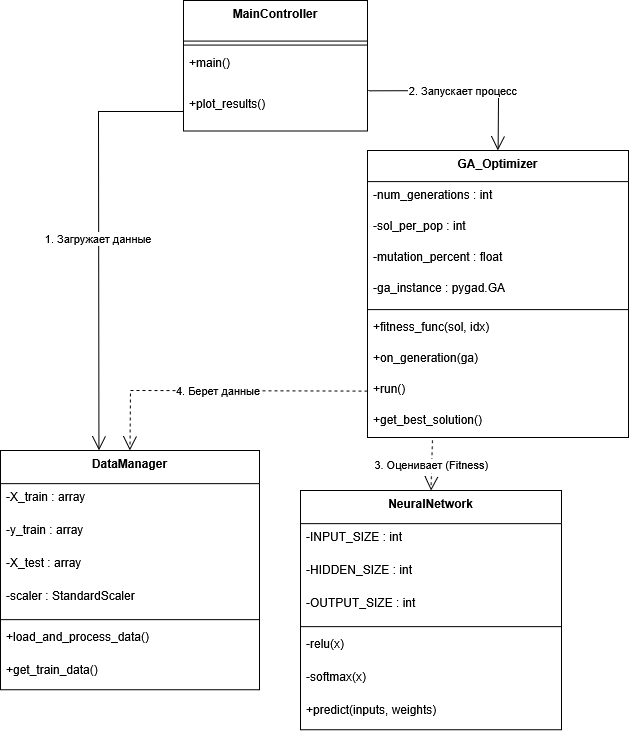 MainController
+main()
+plot_results()
2. Запускает процесс
GA_Optimizer
-num_generations : int
-sol_per_pop : int
-mutation_percent : float
-ga_instance : pygad.GA
+fitness_func(sol, idx)
+on_generation(ga)
+run()
+get_best_solution()
1. Загружает данные
4. Берет данные
3. Оценивает (Fitness)
DataManager
-X_train : array
-y_train : array
-X_test : array
-scaler : StandardScaler
+load_and_process_data()
+get_train_data()
NeuralNetwork
-INPUT_SIZE : int
-HIDDEN_SIZE : int
-OUTPUT_SIZE : int
-relu(x)
-softmax(x)
+predict(inputs, weights)